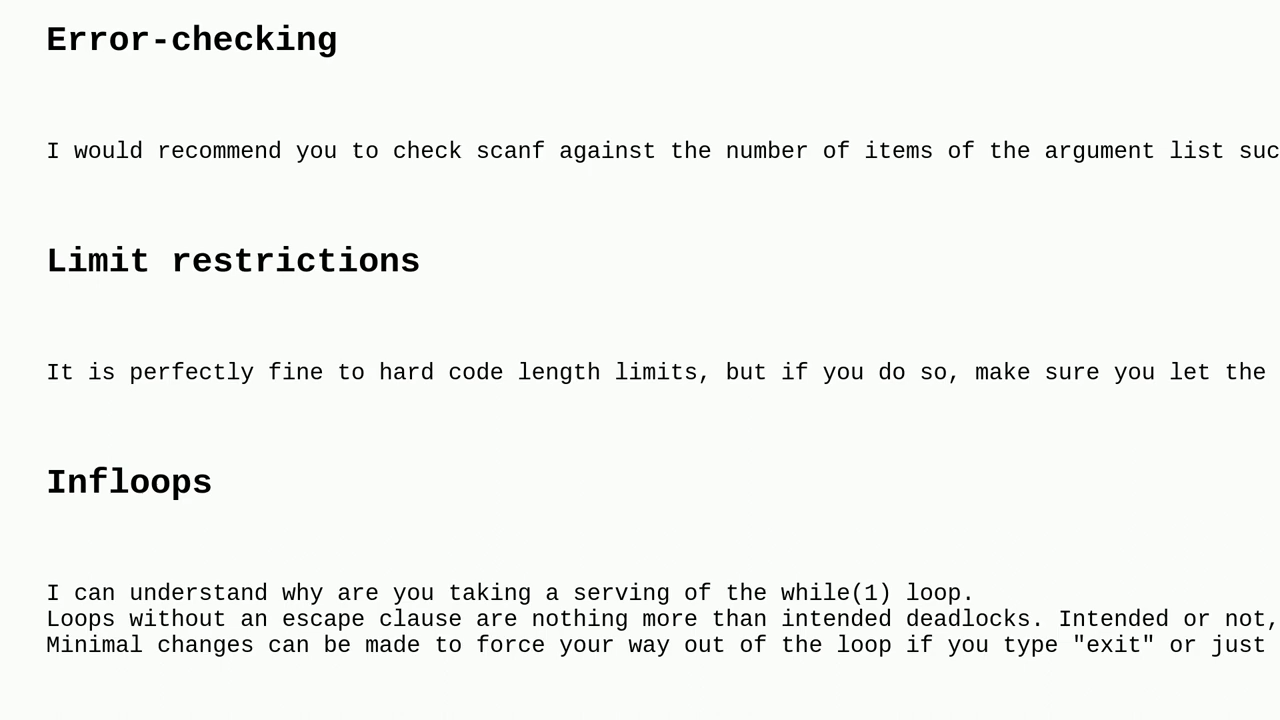 Error-checking
I would recommend you to check scanf against the number of items of the argument list suc
Limit restrictions
It is perfectly fine to hard code length limits, but if you do so, make sure you let the
Infloops
I can understand why are you taking a serving of the while(1) loop.
Loops without an escape clause are nothing more than intended deadlocks. Intended or not,
Minimal changes can be made to force your way out of the loop if you type "exit" or just